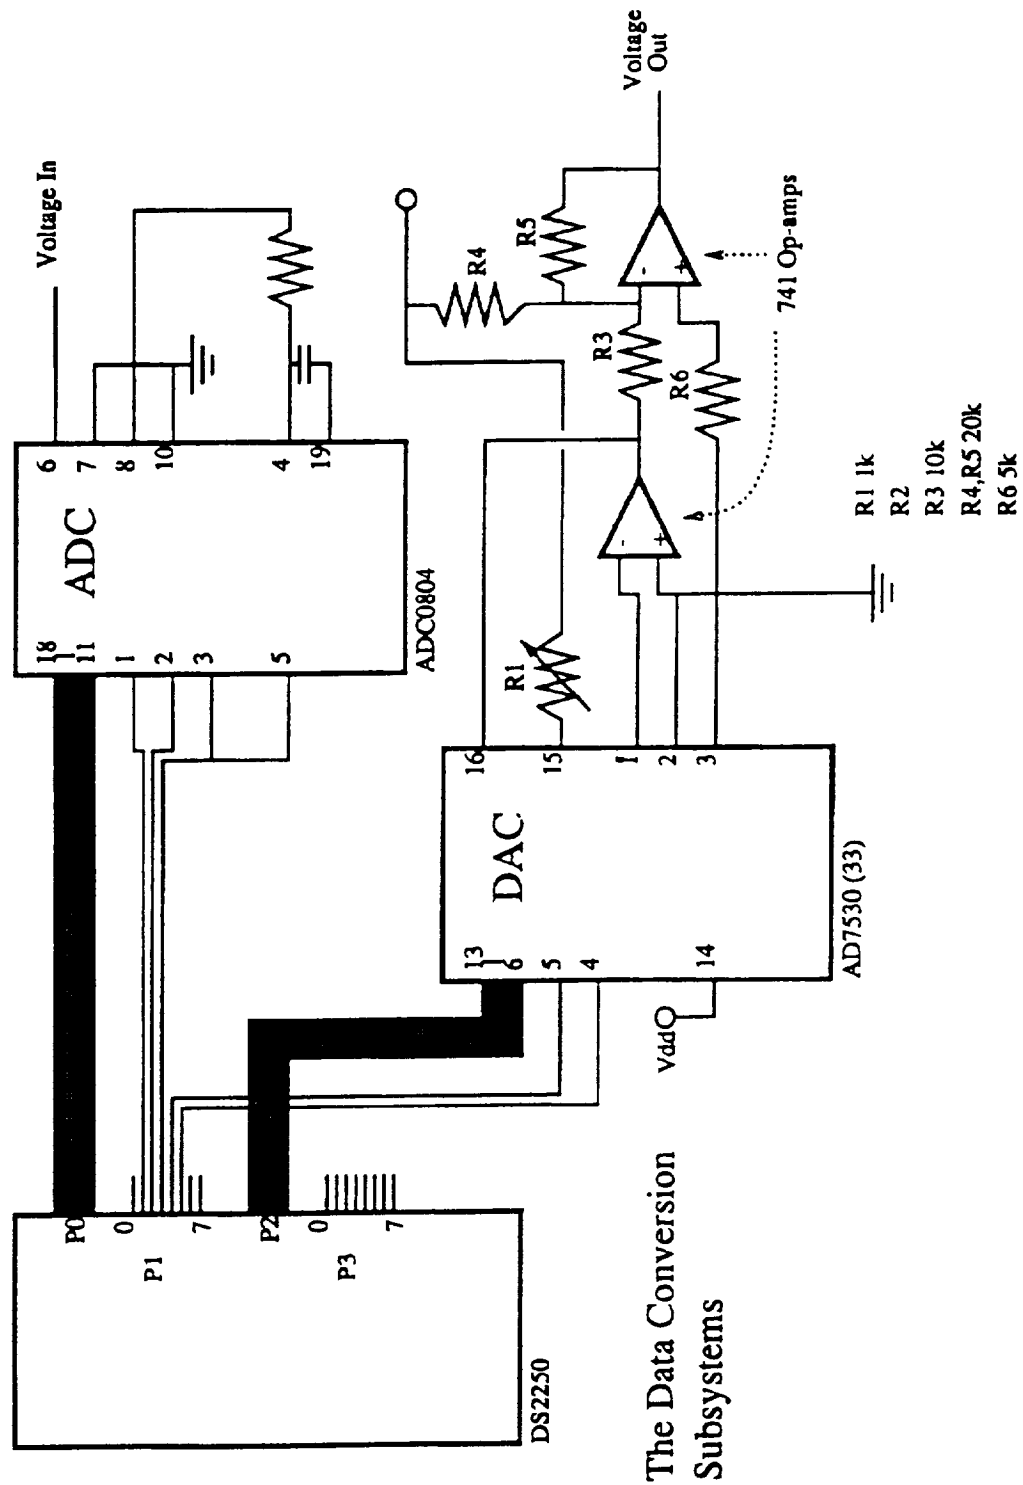 Voltage In
6
7
8
10
4
19
ADC
18
11
1
2
3
5
ADC0804
P0
0
P1
7
P2
0
P3
7
DS2250
Voltage
Out
R5
R4
R3
R6
-
+
-
+
741 Op-amps
R1
16
15
1
2
3
DAC
13
6
5
4
14
AD7530 (33)
Vdd
R1 1k
R2
R3 10k
R4,R5 20k
R6 5k
The Data Conversion
Subsystems